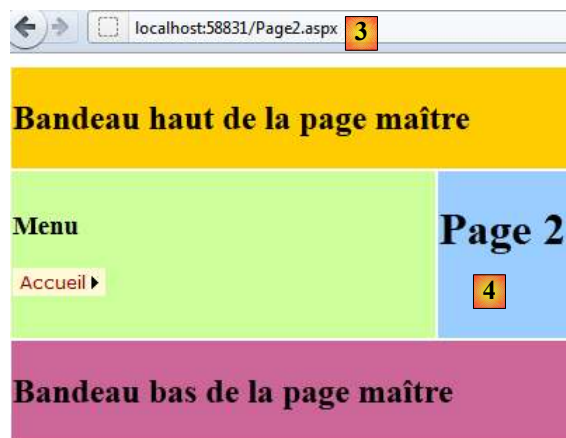 localhost:58831/Page2.aspx 3
Bandeau haut de la page maître
Menu
Page 2
Accueil
4
Bandeau bas de la page maître